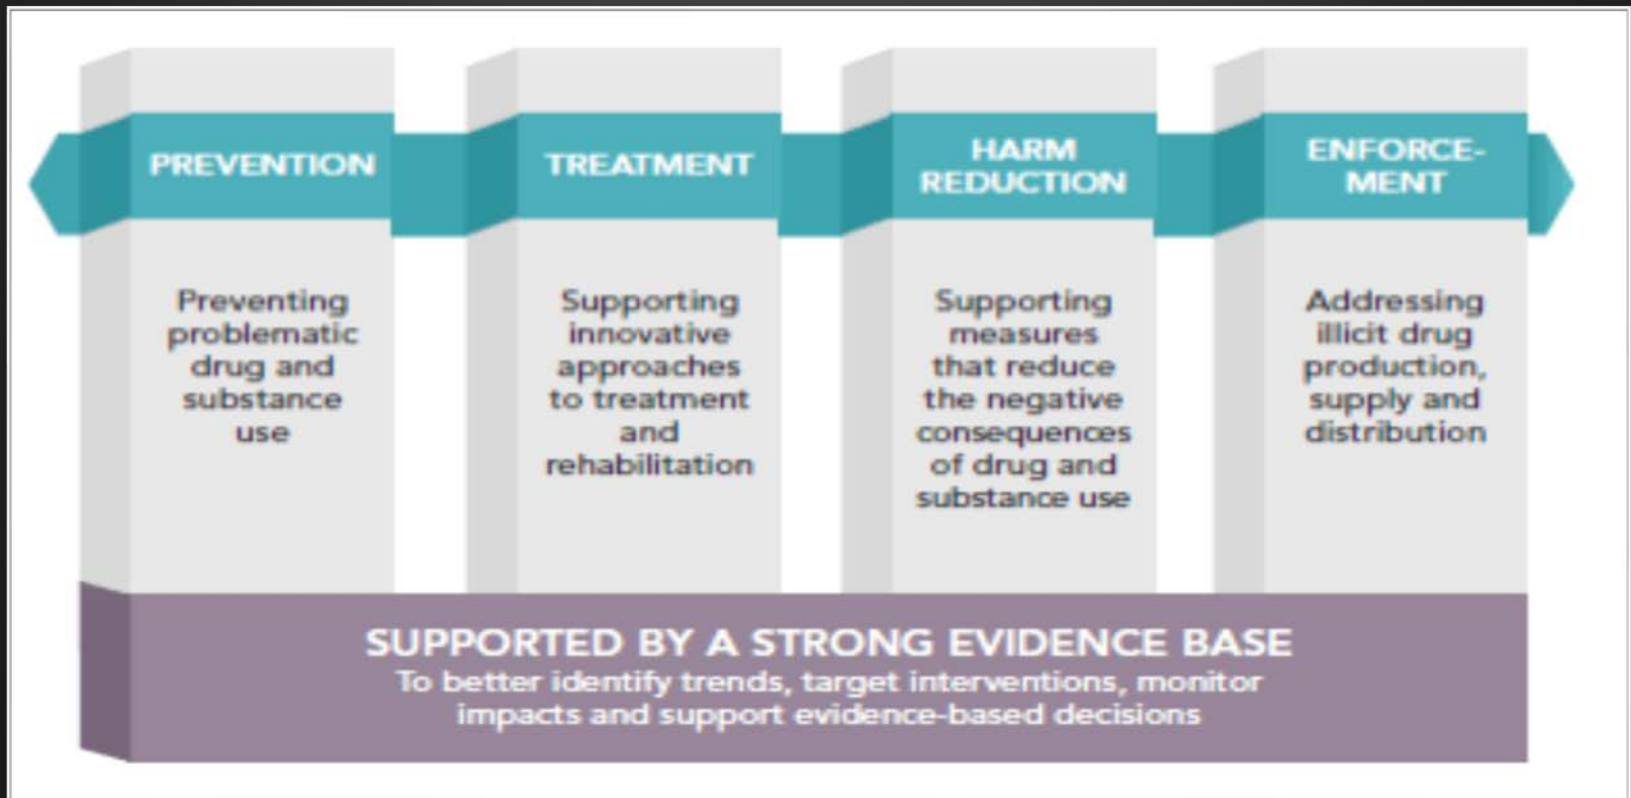 PREVENTION
Preventing
problematic
drug and
substance
use
TREATMENT
Supporting
innovative
approaches
to treatment
and
rehabilitation
HARM
REDUCTION
Supporting
measures
that reduce
the negative
consequences
of drug and
substance use
ENFORCE-
MENT
Addressing
illicit drug
production,
supply and
distribution
SUPPORTED BY A STRONG EVIDENCE BASE
To better identify trends, target interventions, monitor
impacts and support evidence-based decisions